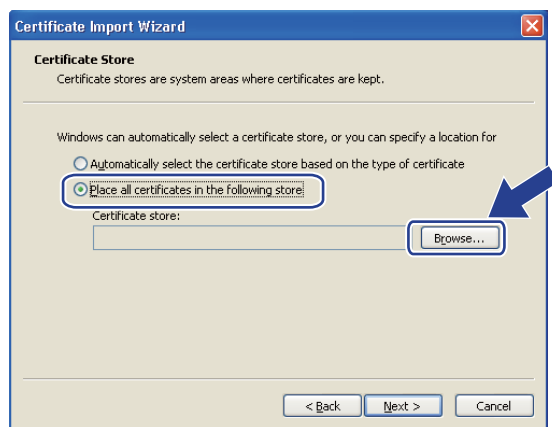 Certificate Import Wizard
Certificate Store
Certificate stores are system areas where certificates are kept.
Windows can automatically select a certificate store, or you can specify a location for
Automatically select the certificate store based on the type of certificate
Place all certificates in the following store
Certificate store:
Browse...
< Back
Next >
Cancel